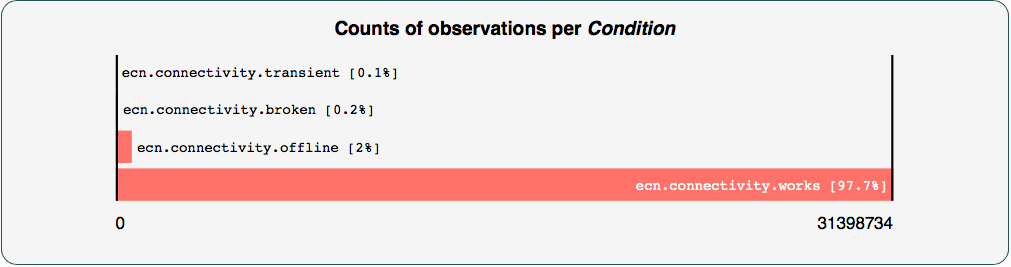 Counts of observations per Condition
ecn.connectivity.transient [0.1%]
ecn.connectivity.broken [0.2%]
ecn.connectivity.offline [2%]
ecn.connectivity.works [97.7%]
0 31398734